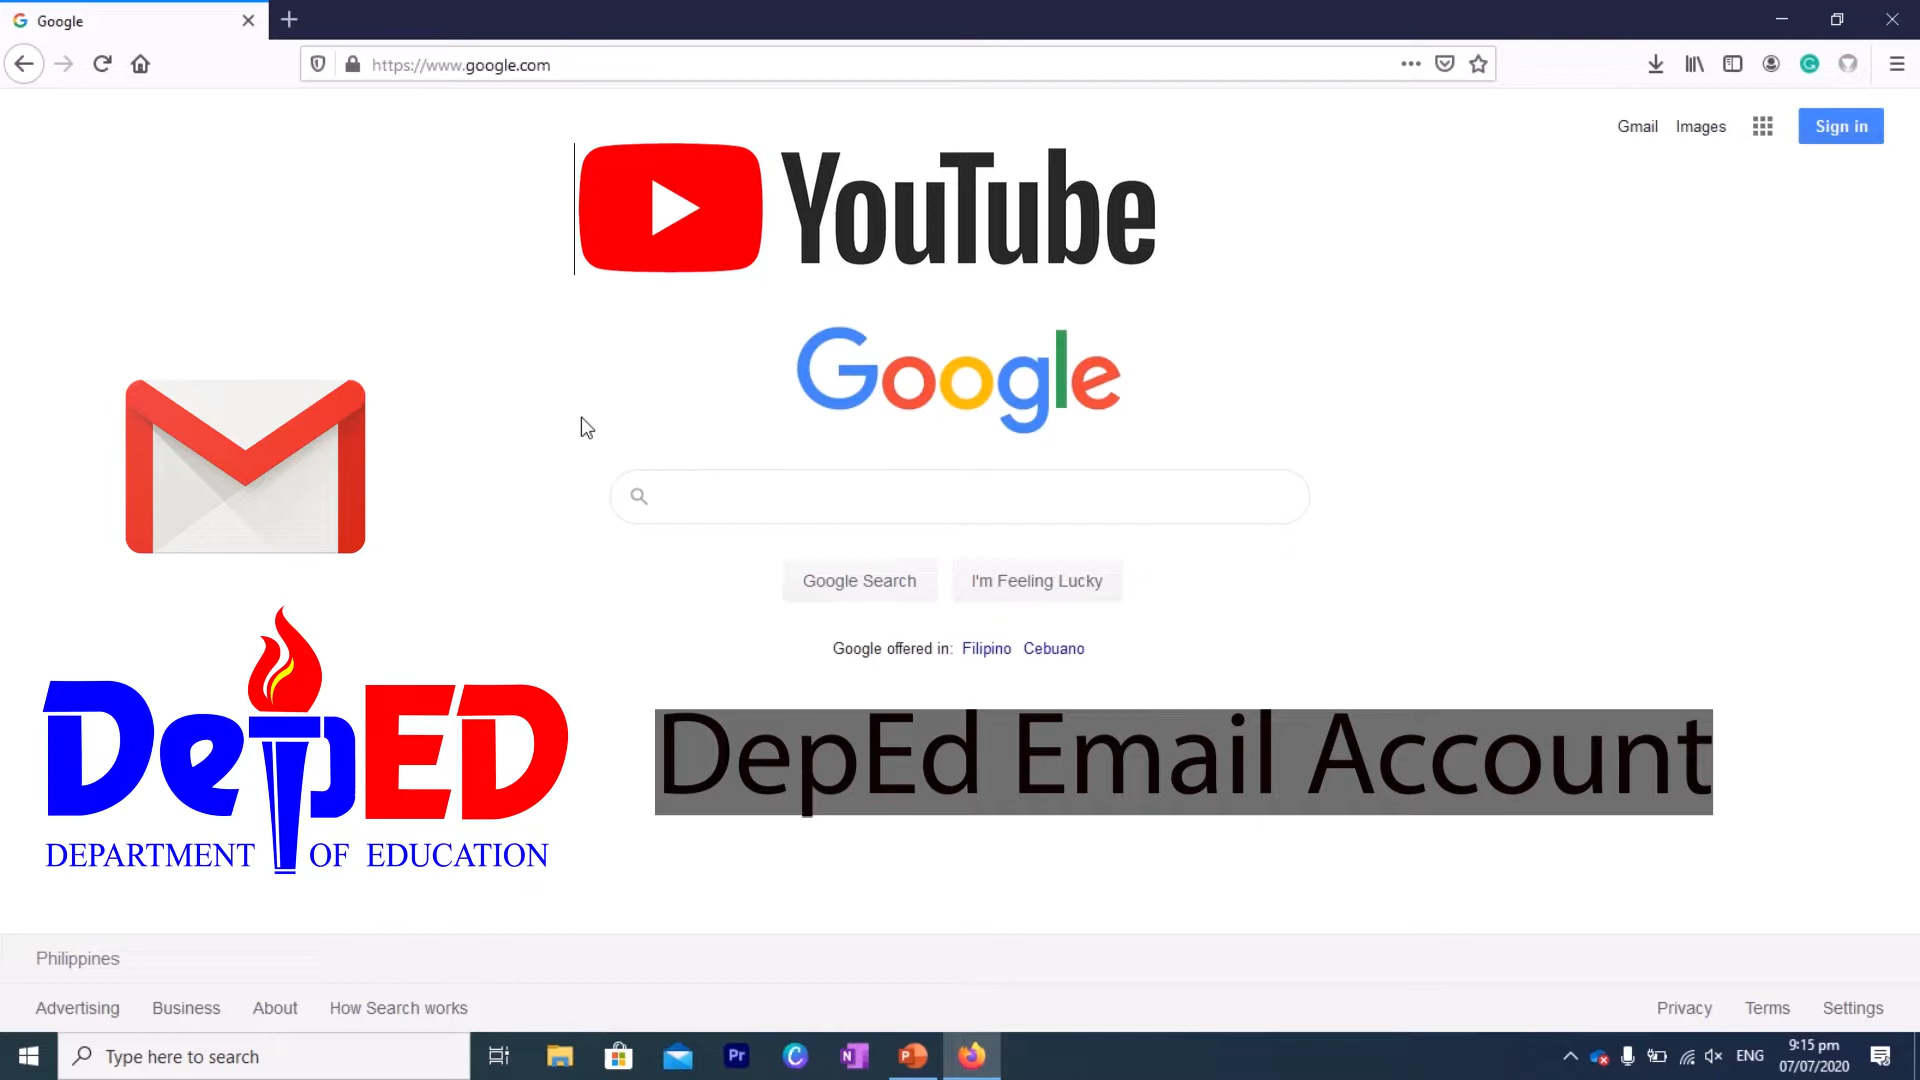 Google
https://www.google.com
Gmail Images Sign in
YouTube
Google
Google Search I'm Feeling Lucky
Google offered in: Filipino Cebuano
DepED
DEPARTMENT OF EDUCATION
DepEd Email Account
Philippines
Advertising Business About How Search works Privacy Terms Settings
Type here to search
Pr
ENG
9:15 pm
07/07/2020